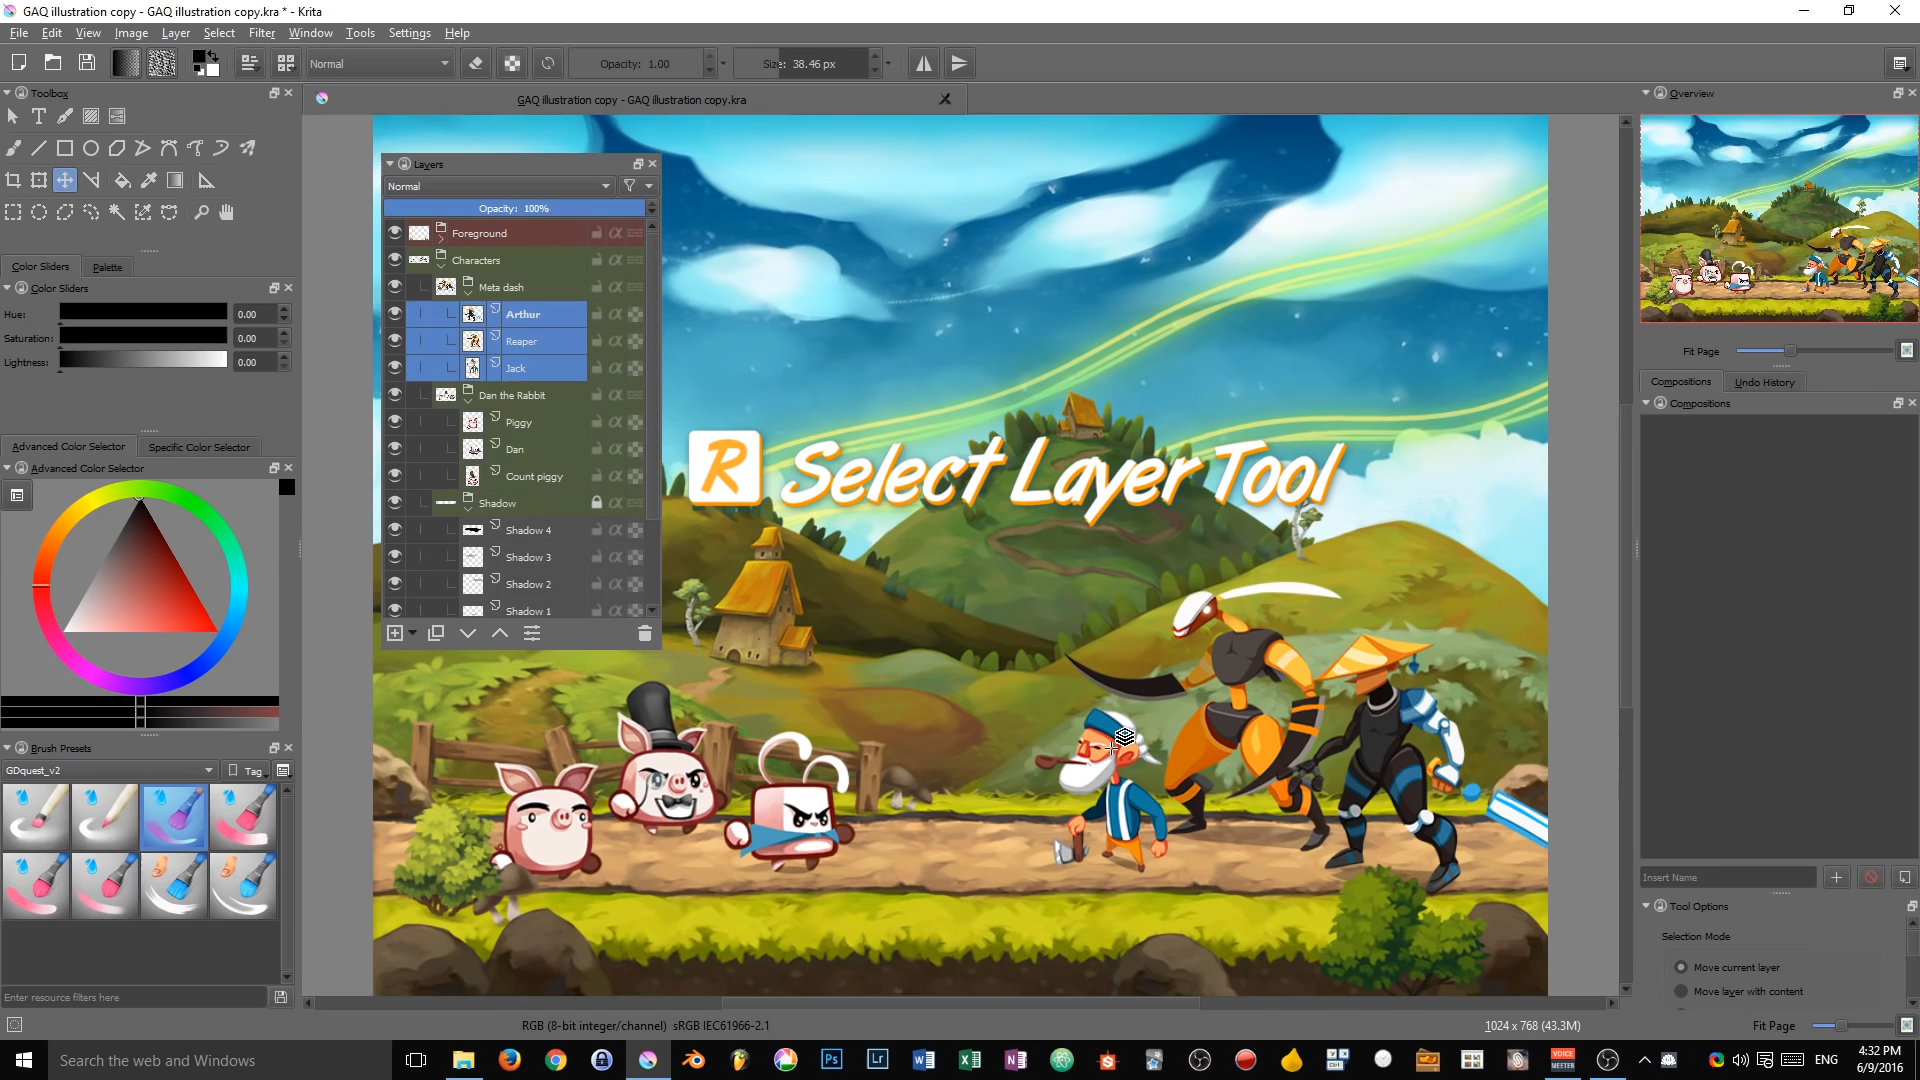 GAQ illustration copy - GAQ illustration copy.kra * - Krita
File Edit View Image Layer Select Filter Window Tools Settings Help
Normal Opacity: 1.00 Size: 38.46 px
Toolbox
GAQ illustration copy - GAQ illustration copy.kra
Overview
Layers
Normal
Opacity: 100%
Foreground
Characters
Meta dash
Arthur
Reaper
Jack
Dan the Rabbit
Piggy
Dan
Count piggy
Shadow
Shadow 4
Shadow 3
Shadow 2
Shadow 1
R Select Layer Tool
Color Sliders Palette
Color Sliders
Hue: 0.00
Saturation: 0.00
Lightness: 0.00
Advanced Color Selector Specific Color Selector
Advanced Color Selector
Brush Presets
GDquest_v2 Tag
Enter resource filters here
Fit Page
Compositions Undo History
Compositions
Insert Name
Tool Options
Selection Mode
Move current layer
Move layer with content
RGB (8-bit integer/channel) sRGB IEC61966-2.1
1024 x 768 (43.3M)
Fit Page
Search the web and Windows
Ps
Lr
VOICE
MEETER
ENG
4:32 PM
6/9/2016